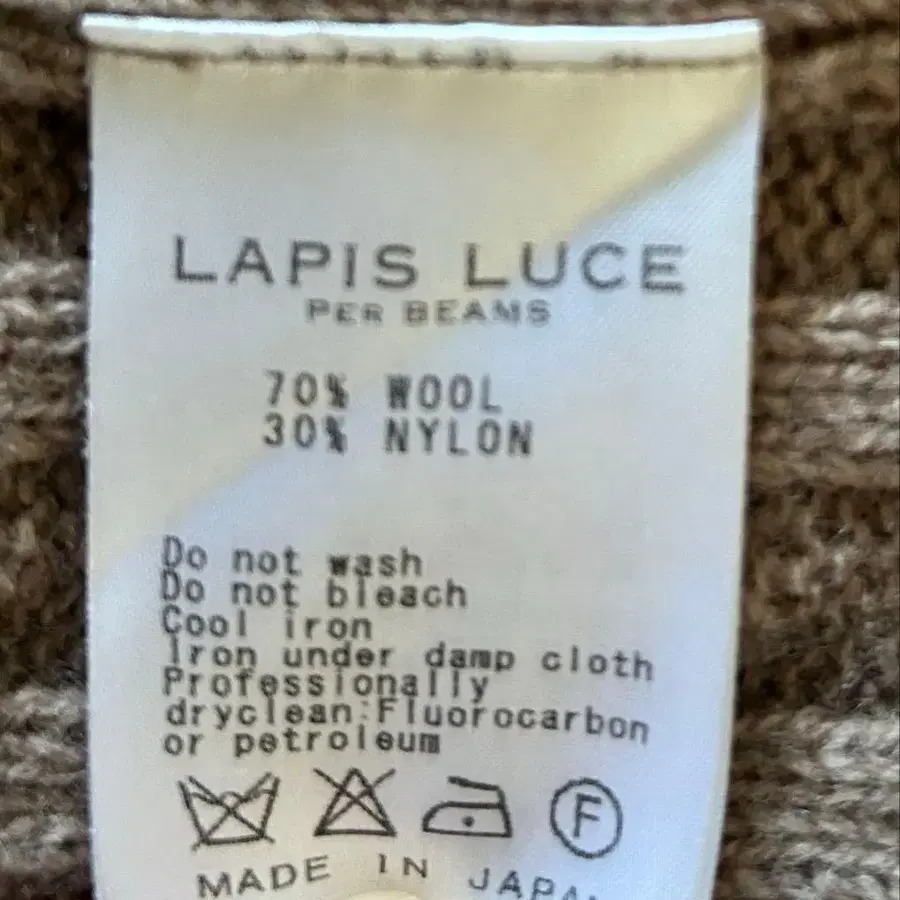 LAPIS LUCE
PER BEAMS
70% WOOL
30% NYLON
Do not wash
Do not bleach
Cool iron
Iron under damp cloth
Professionally
dryclean:Fluorocarbon
or petroleum
F
MADE IN JAPA